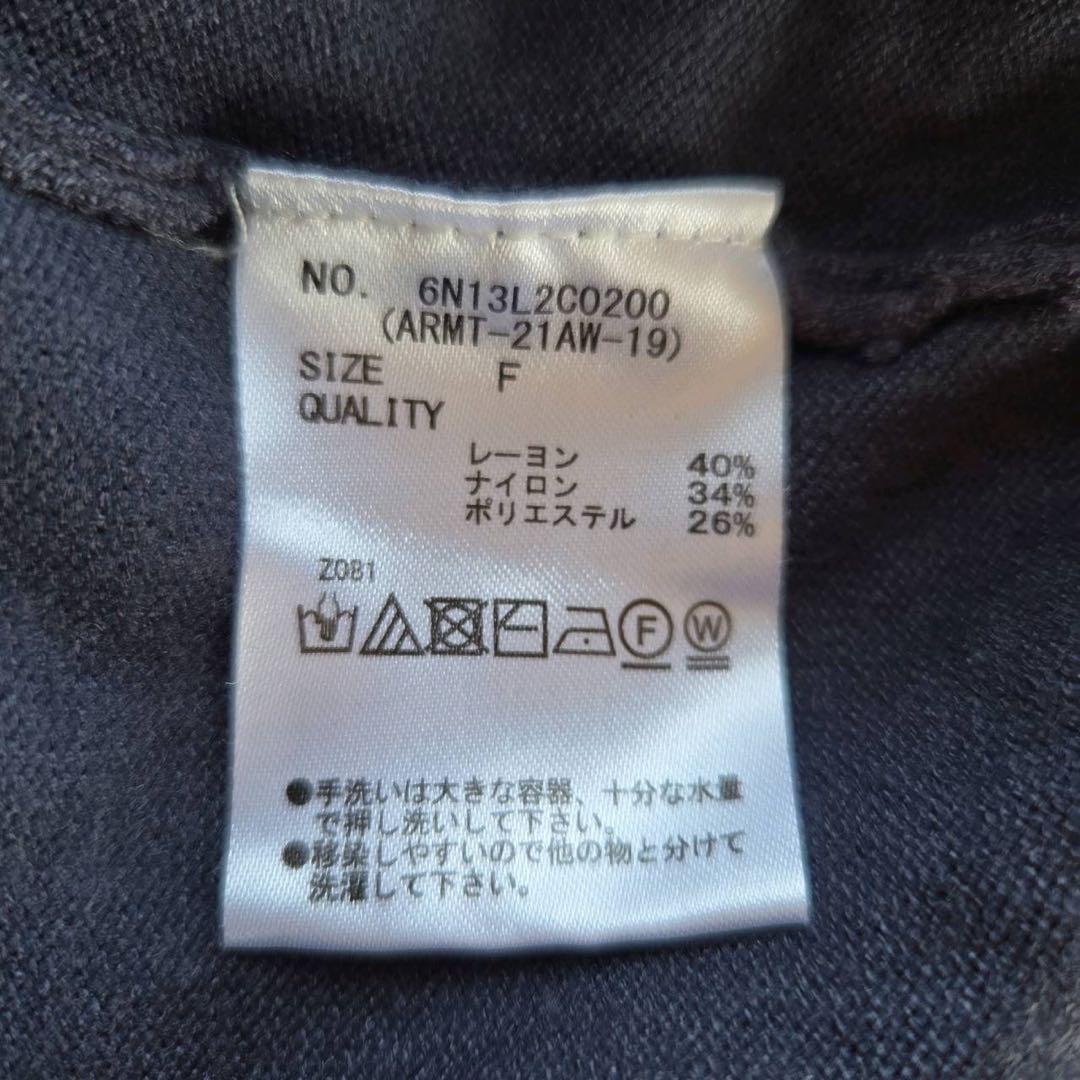 NO. 6N13L2C0200
(ARMT-21AW-19)
SIZE F
QUALITY
レーヨン 40%
ナイロン 34%
ポリエステル 26%
Z081
F W
●手洗いは大きな容器、十分な水量
で押し洗いして下さい。
●移染しやすいので他の物と分けて
洗濯して下さい。